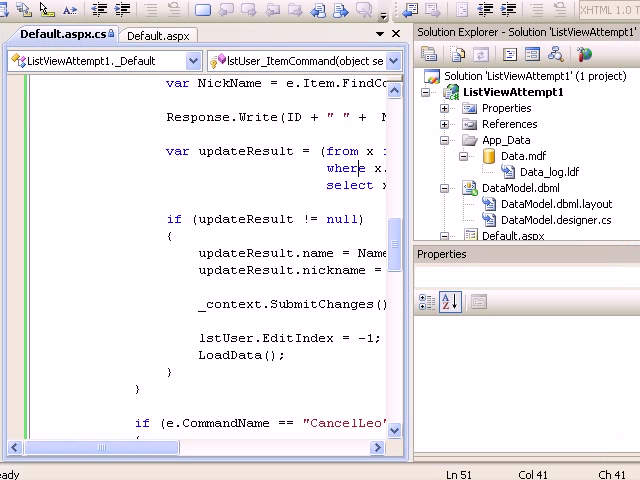 XHTML 1.0 T
Default.aspx.cs
Default.aspx
ListViewAttempt1._Default
lstUser_ItemCommand(object se
var NickName = e.Item.FindCo
Response.Write(ID + " " +
var updateResult = (from x
where x.
select x
if (updateResult != null)
{
updateResult.name = Name
updateResult.nickname =
_context.SubmitChanges()
lstUser.EditIndex = -1;
LoadData();
}
}
if (e.CommandName == "CancelLeo"
Solution Explorer - Solution 'ListViewAttempt1'
Solution 'ListViewAttempt1' (1 project)
ListViewAttempt1
Properties
References
App_Data
Data.mdf
Data_log.ldf
DataModel.dbml
DataModel.dbml.layout
DataModel.designer.cs
Default.aspx
Properties
eady
Ln 51
Col 41
Ch 41